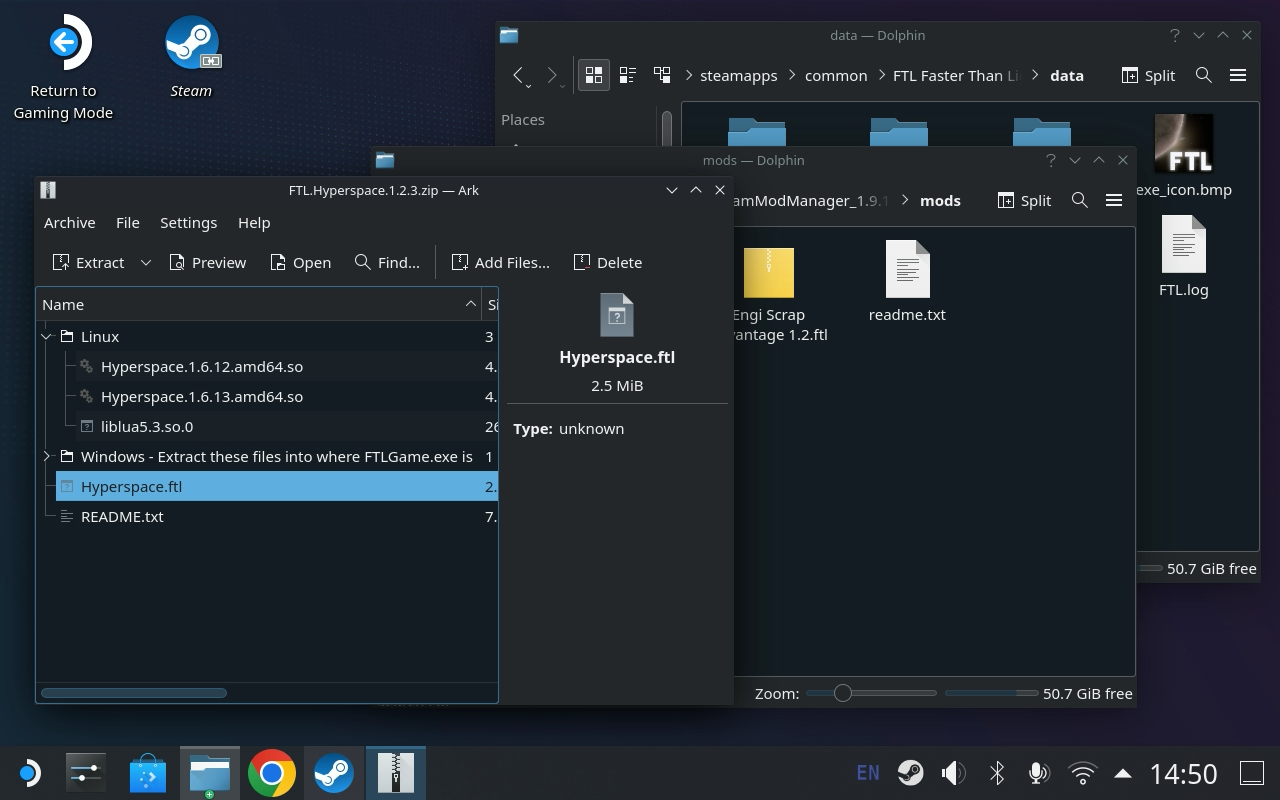 Return to
Gaming Mode
Steam
data — Dolphin
steamapps
common
FTL Faster Than Li
data
Split
Places
FTL
exe_icon.bmp
FTL.log
50.7 GiB free
mods — Dolphin
amModManager_1.9.1
mods
Split
Engi Scrap
vantage 1.2.ftl
readme.txt
Zoom:
50.7 GiB free
FTL.Hyperspace.1.2.3.zip — Ark
Archive File Settings Help
Extract Preview Open Find... Add Files... Delete
Name Si
Linux 3
Hyperspace.1.6.12.amd64.so 4.
Hyperspace.1.6.13.amd64.so 4.
liblua5.3.so.0 26
Windows - Extract these files into where FTLGame.exe is 1
Hyperspace.ftl 2.
README.txt 7.
Hyperspace.ftl
2.5 MiB
Type: unknown
EN
14:50